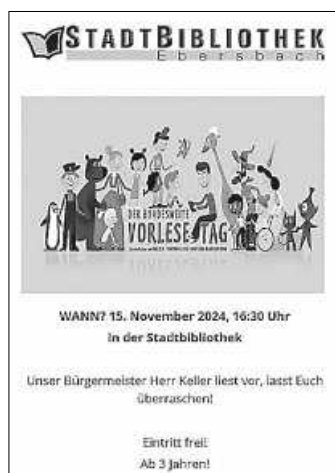 STADTBIBLIOTHEK
Ebersbach
DER BUNDESWEITE
VORLESETAG
WANN? 15. November 2024, 16:30 Uhr
in der Stadtbibliothek
Unser Bürgermeister Herr Keller liest vor, lasst Euch
überraschen!
Eintritt frei!
Ab 3 Jahren!